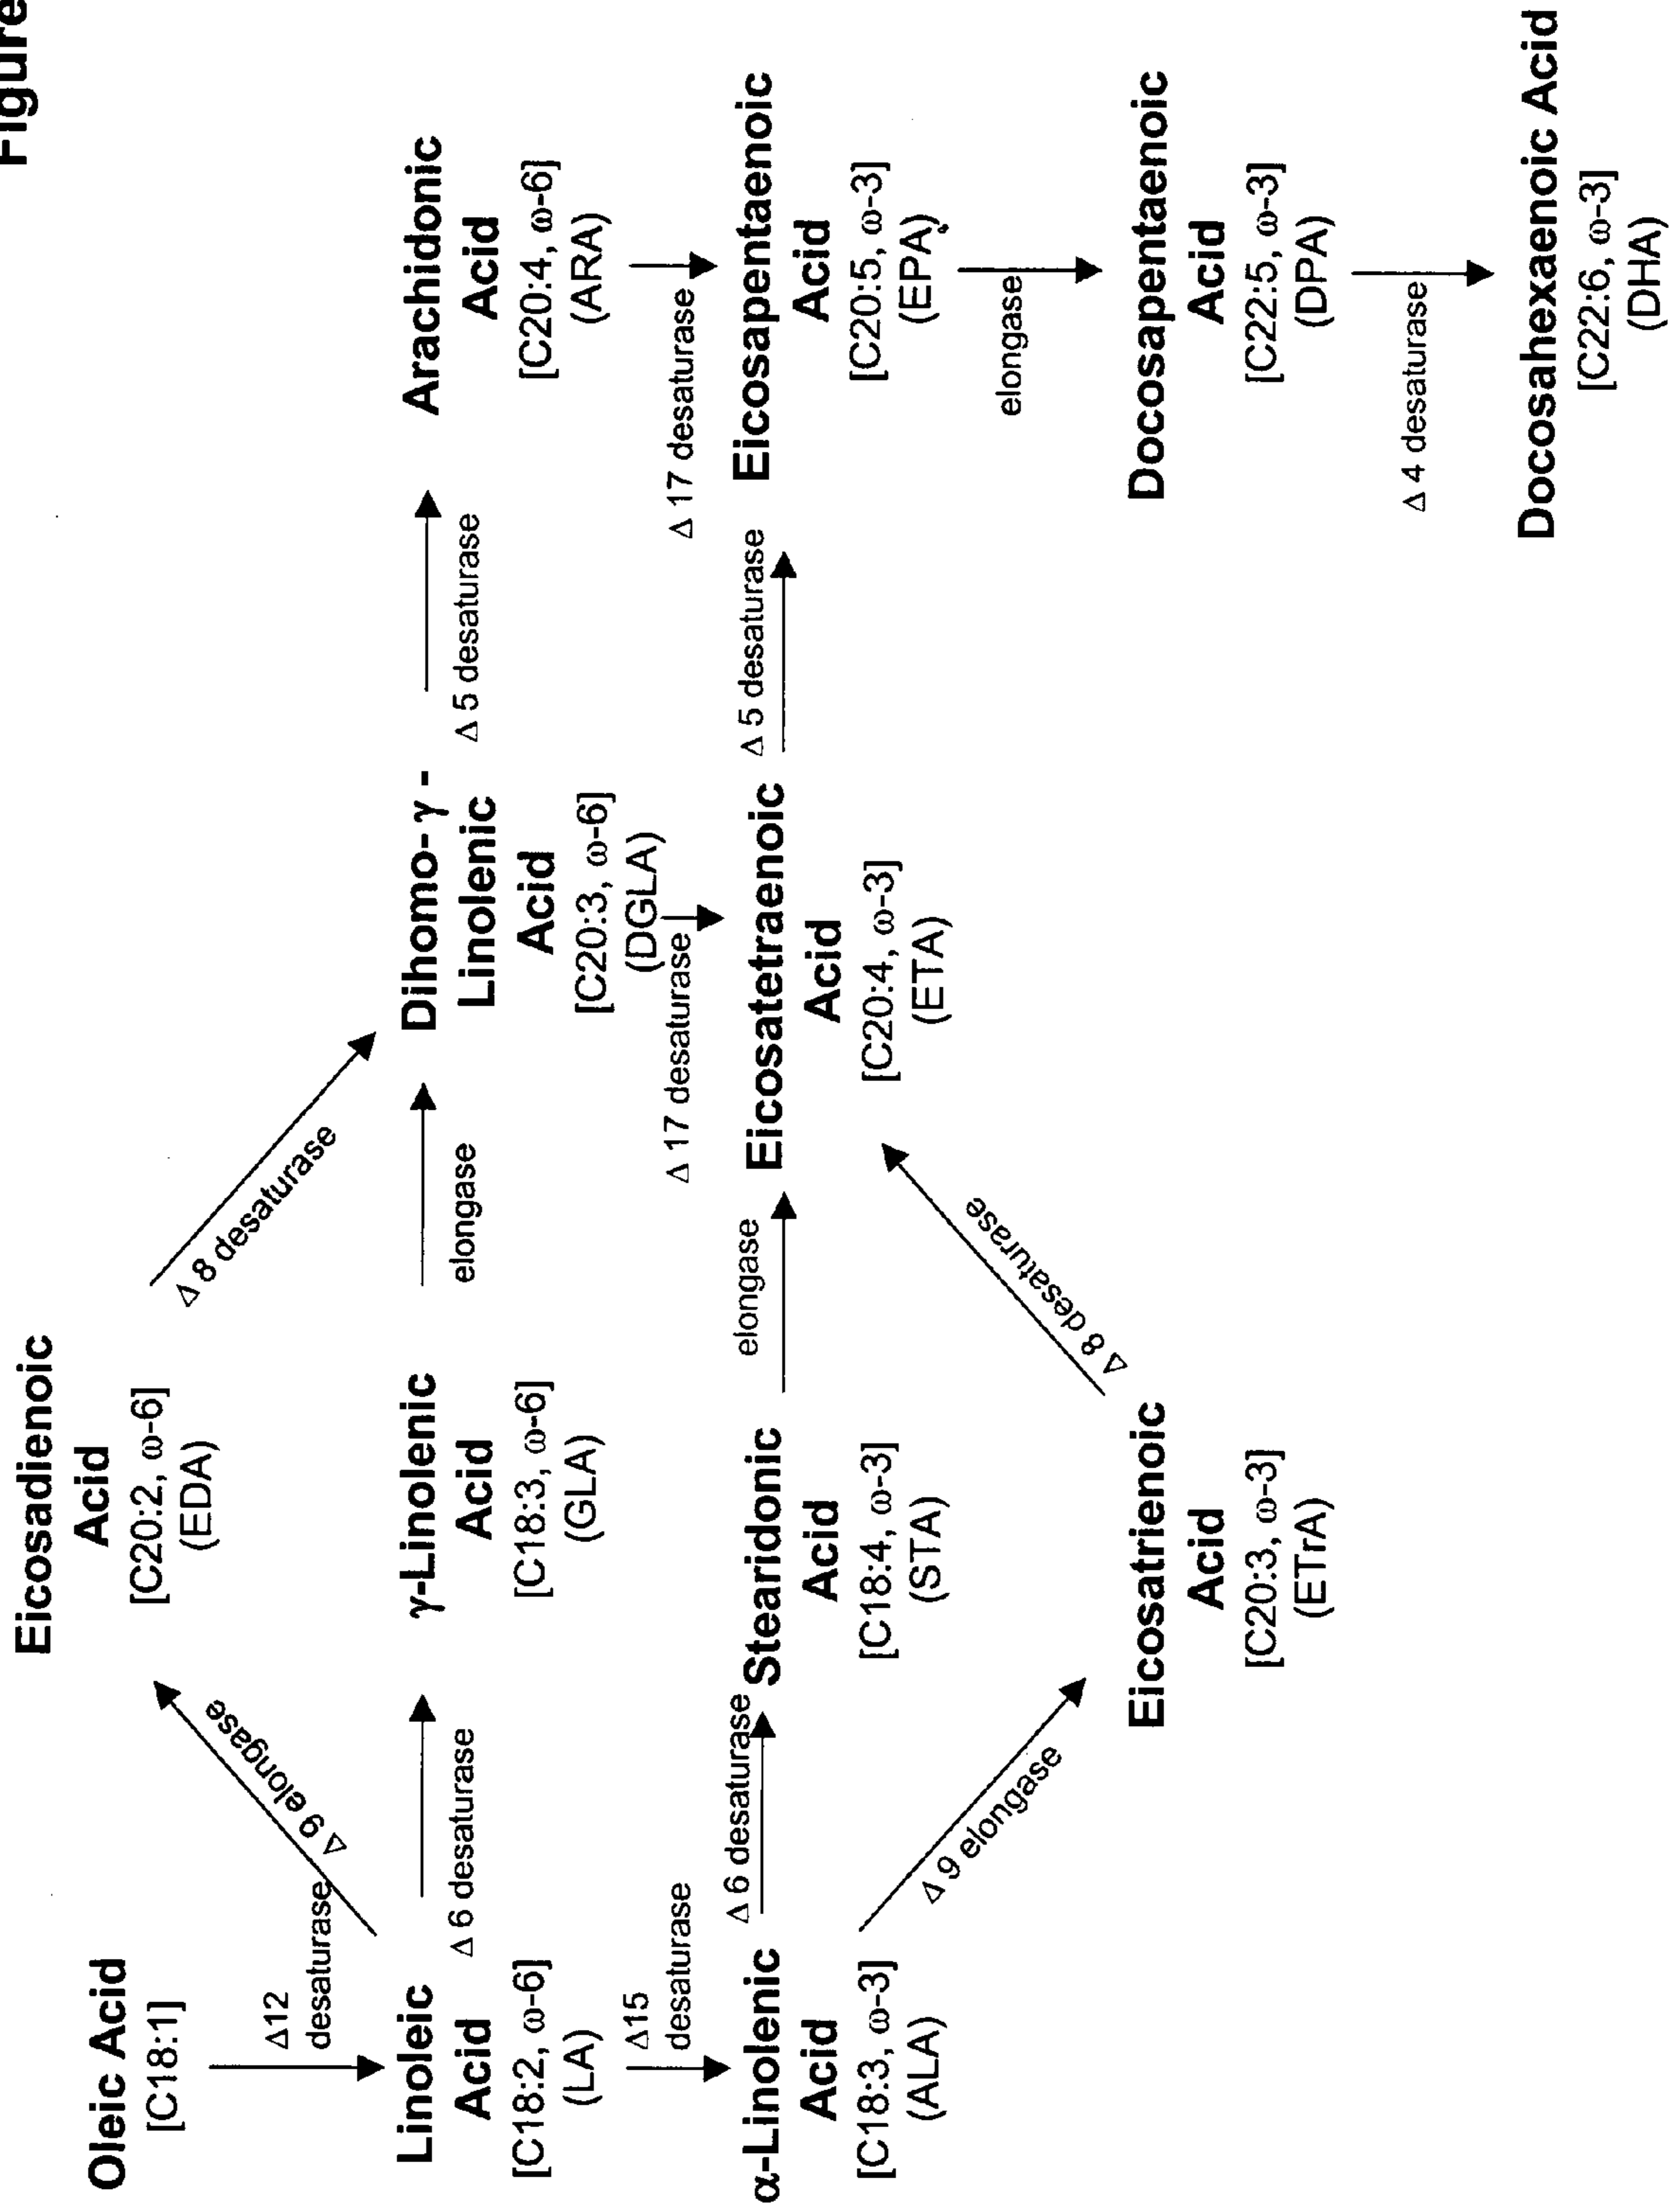 Figure
Eicosadienoic
Acid
[C20:2, ω-6]
(EDA)
Oleic Acid
[C18:1]
Δ12
desaturase
Δ 9 elongase
Δ 8 desaturase
Linoleic
Acid
[C18:2, ω-6]
(LA)
Δ 6 desaturase
γ-Linolenic
Acid
[C18:3, ω-6]
(GLA)
elongase
Dihomo- γ -
Linolenic
Acid
[C20:3, ω-6]
(DGLA)
Δ 5 desaturase
Arachidonic
Acid
[C20:4, ω-6]
(ARA)
Δ15
desaturase
Δ 17 desaturase
Δ 17 desaturase
α-Linolenic
Acid
[C18:3, ω-3]
(ALA)
Δ 6 desaturase
Stearidonic
Acid
[C18:4, ω-3]
(STA)
elongase
Eicosatetraenoic
Acid
[C20:4, ω-3]
(ETA)
Δ 5 desaturase
Eicosapentaenoic
Acid
[C20:5, ω-3]
(EPA)
Δ 9 elongase
Δ 8 desaturase
elongase
Eicosatrienoic
Acid
[C20:3, ω-3]
(ETrA)
Docosapentaenoic
Acid
[C22:5, ω-3]
(DPA)
Δ 4 desaturase
Docosahexaenoic Acid
[C22:6, ω-3]
(DHA)